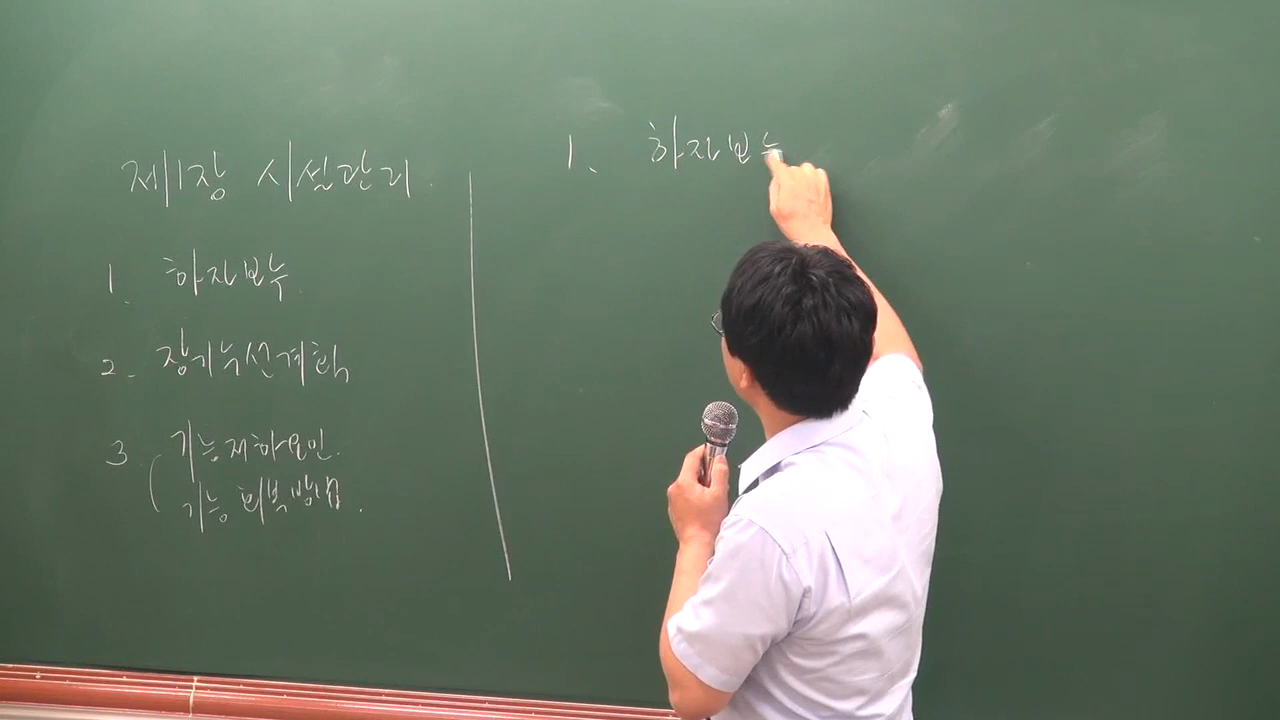 제1장 시설관리.
1. 하자보수.
2. 장기수선계획
3. 기능저하요인.
기능 회복방법.
1. 하자보수